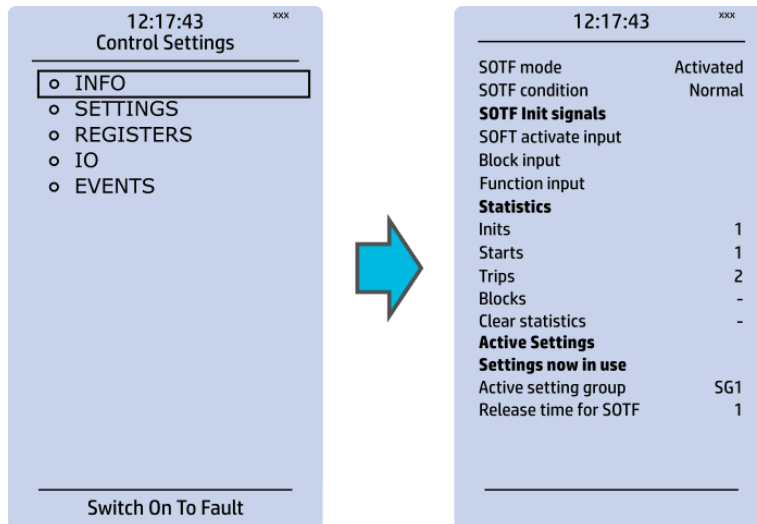 12:17:43 xxx
Control Settings
INFO
SETTINGS
REGISTERS
IO
EVENTS
Switch On To Fault
12:17:43 xxx
SOTF mode Activated
SOTF condition Normal
SOTF Init signals
SOFT activate input
Block input
Function input
Statistics
Inits 1
Starts 1
Trips 2
Blocks -
Clear statistics -
Active Settings
Settings now in use
Active setting group SG1
Release time for SOTF 1